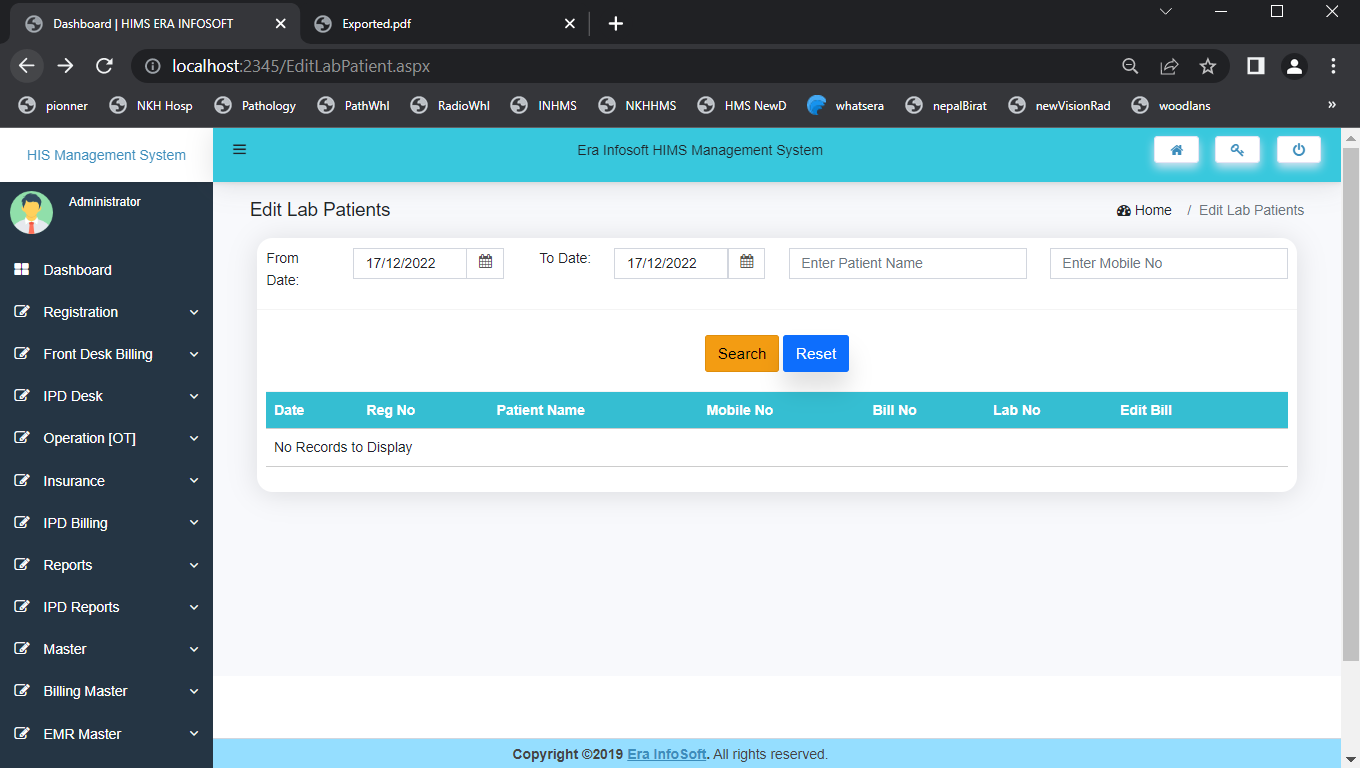 Dashboard | HIMS ERA INFOSOFT
Exported.pdf
localhost:2345/EditLabPatient.aspx
pionner NKH Hosp Pathology PathWhl RadioWhl INHMS NKHHMS HMS NewD whatsera nepalBirat newVisionRad woodlans »
HIS Management System
Era Infosoft HIMS Management System
Administrator
Edit Lab Patients
Home / Edit Lab Patients
From Date:
17/12/2022
To Date:
17/12/2022
Enter Patient Name
Enter Mobile No
Search Reset
Date Reg No Patient Name Mobile No Bill No Lab No Edit Bill
No Records to Display
Dashboard
Registration
Front Desk Billing
IPD Desk
Operation [OT]
Insurance
IPD Billing
Reports
IPD Reports
Master
Billing Master
EMR Master
Copyright ©2019 Era InfoSoft. All rights reserved.